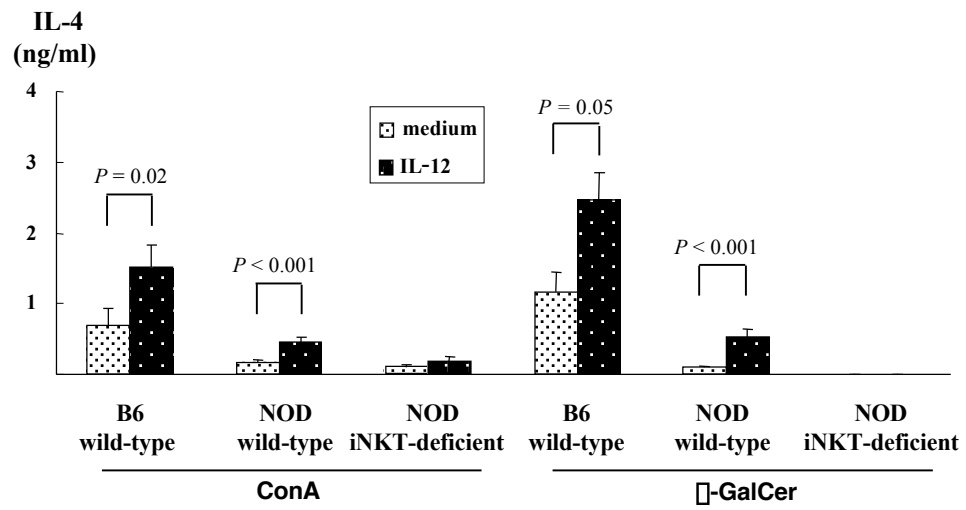 IL-4
(ng/ml)
4
3
2
1
medium
IL-12
P = 0.02
P < 0.001
P = 0.05
P < 0.001
B6 NOD NOD B6 NOD NOD
wild-type wild-type iNKT-deficient wild-type wild-type iNKT-deficient
ConA ▯-GalCer